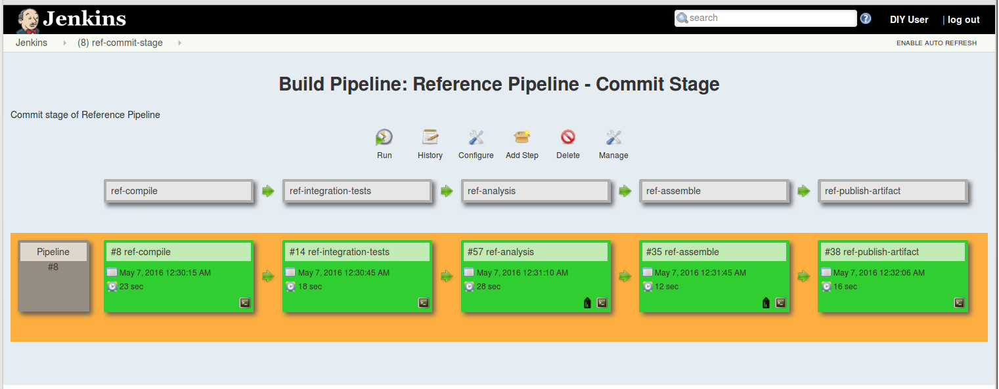 Jenkins
search
DIY User | log out
Jenkins (8) ref-commit-stage
ENABLE AUTO REFRESH
Build Pipeline: Reference Pipeline - Commit Stage
Commit stage of Reference Pipeline
Run History Configure Add Step Delete Manage
ref-compile ref-integration-tests ref-analysis ref-assemble ref-publish-artifact
Pipeline
#8
#8 ref-compile
May 7, 2016 12:30:15 AM
23 sec
#14 ref-integration-tests
May 7, 2016 12:30:45 AM
18 sec
#57 ref-analysis
May 7, 2016 12:31:10 AM
28 sec
#35 ref-assemble
May 7, 2016 12:31:45 AM
12 sec
#38 ref-publish-artifact
May 7, 2016 12:32:06 AM
16 sec